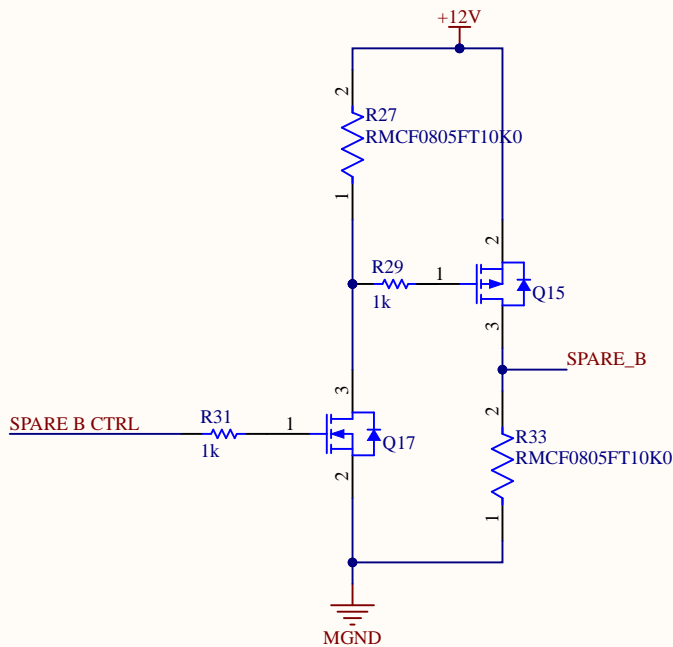 +12V
2
R27
RMCF0805FT10K0
1
2
R29
1
1k
Q15
3
SPARE_B
3
SPARE B CTRL
R31
1
1k
Q17
2
2
R33
RMCF0805FT10K0
1
MGND